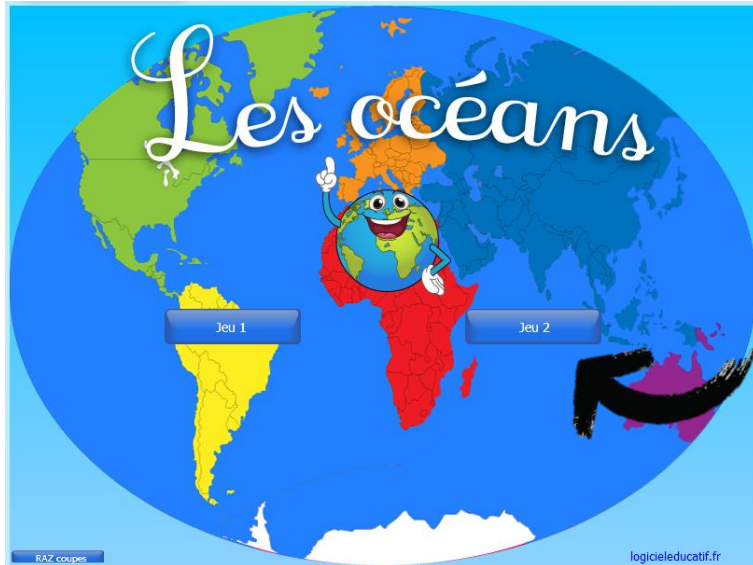 Les océans
Jeu 1
Jeu 2
RAZ coupes
logicieleducatif.fr